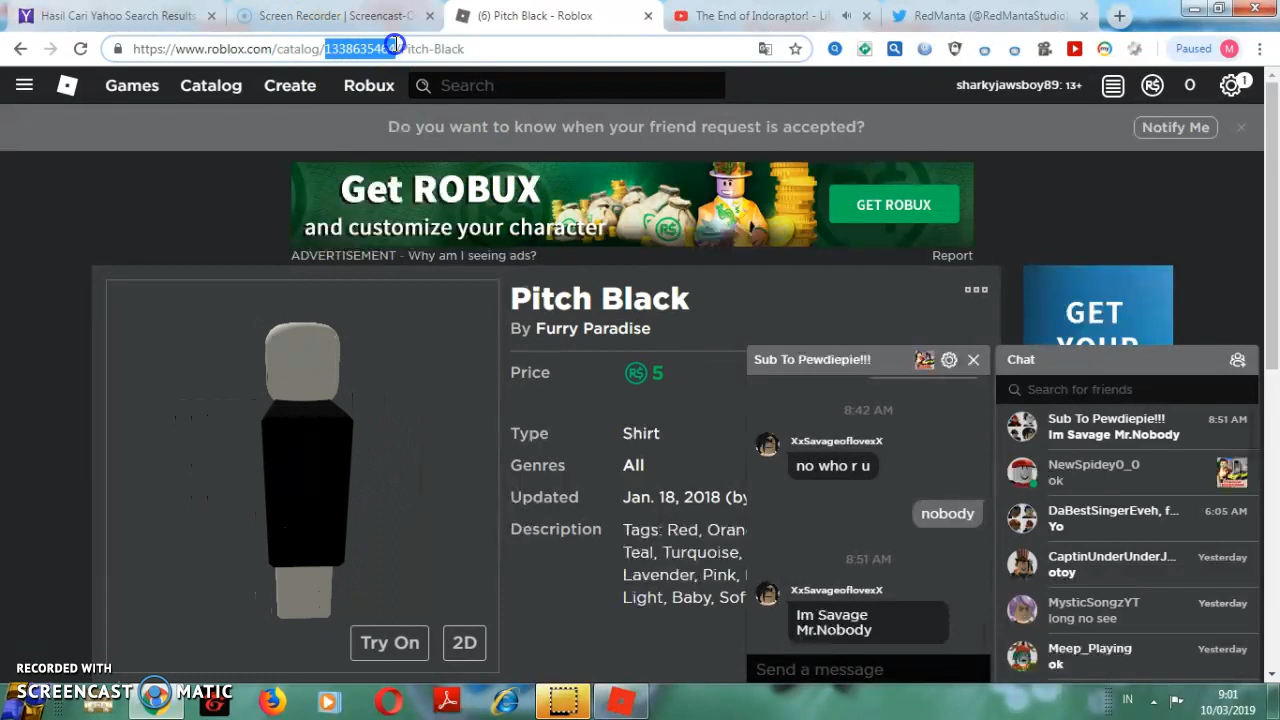 Hasil Cari Yahoo Search Results
Screen Recorder | Screencast-O
(6) Pitch Black - Roblox
The End of Indoraptor! - Li
RedManta (@RedMantaStudio
https://www.roblox.com/catalog/
Pitch-Black
Paused
M
Games
Catalog
Create
Robux
Search
sharkyjawsboy89: 13+
0
1
Do you want to know when your friend request is accepted?
Notify Me
Get ROBUX
and customize your character
GET ROBUX
ADVERTISEMENT - Why am I seeing ads?
Report
Pitch Black
By Furry Paradise
Price
R$ 5
Type
Shirt
Genres
All
Updated
Jan. 18, 2018 (by
Description
Tags: Red, Oran
Teal, Turquoise,
Lavender, Pink,
Light, Baby, Sof
Try On
2D
GET
YOUR
Sub To Pewdiepie!!!
8:42 AM
XxSavageoflovexX
no who r u
nobody
8:51 AM
XxSavageoflovexX
Im Savage
Mr.Nobody
Send a message
Chat
Search for friends
Sub To Pewdiepie!!!
8:51 AM
Im Savage Mr.Nobody
NewSpidey0_0
ok
DaBestSingerEveh, f...
6:05 AM
Yo
CaptinUnderUnderJ...
Yesterday
otoy
MysticSongzYT
Yesterday
long no see
Meep_Playing
Yesterday
ok
RECORDED WITH
SCREENCAST MATIC
IN
9:01
10/03/2019